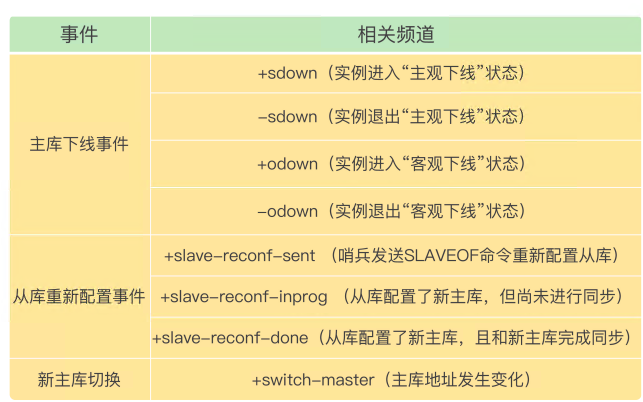 事件
相关频道
主库下线事件
+sdown（实例进入“主观下线”状态）
–sdown（实例退出“主观下线”状态）
+odown（实例进入“客观下线”状态）
–odown（实例退出“客观下线”状态）
从库重新配置事件
+slave-reconf-sent （哨兵发送SLAVEOF命令重新配置从库）
+slave-reconf-inprog （从库配置了新主库，但尚未进行同步）
+slave-reconf-done（从库配置了新主库，且和新主库完成同步）
新主库切换
+switch-master（主库地址发生变化）